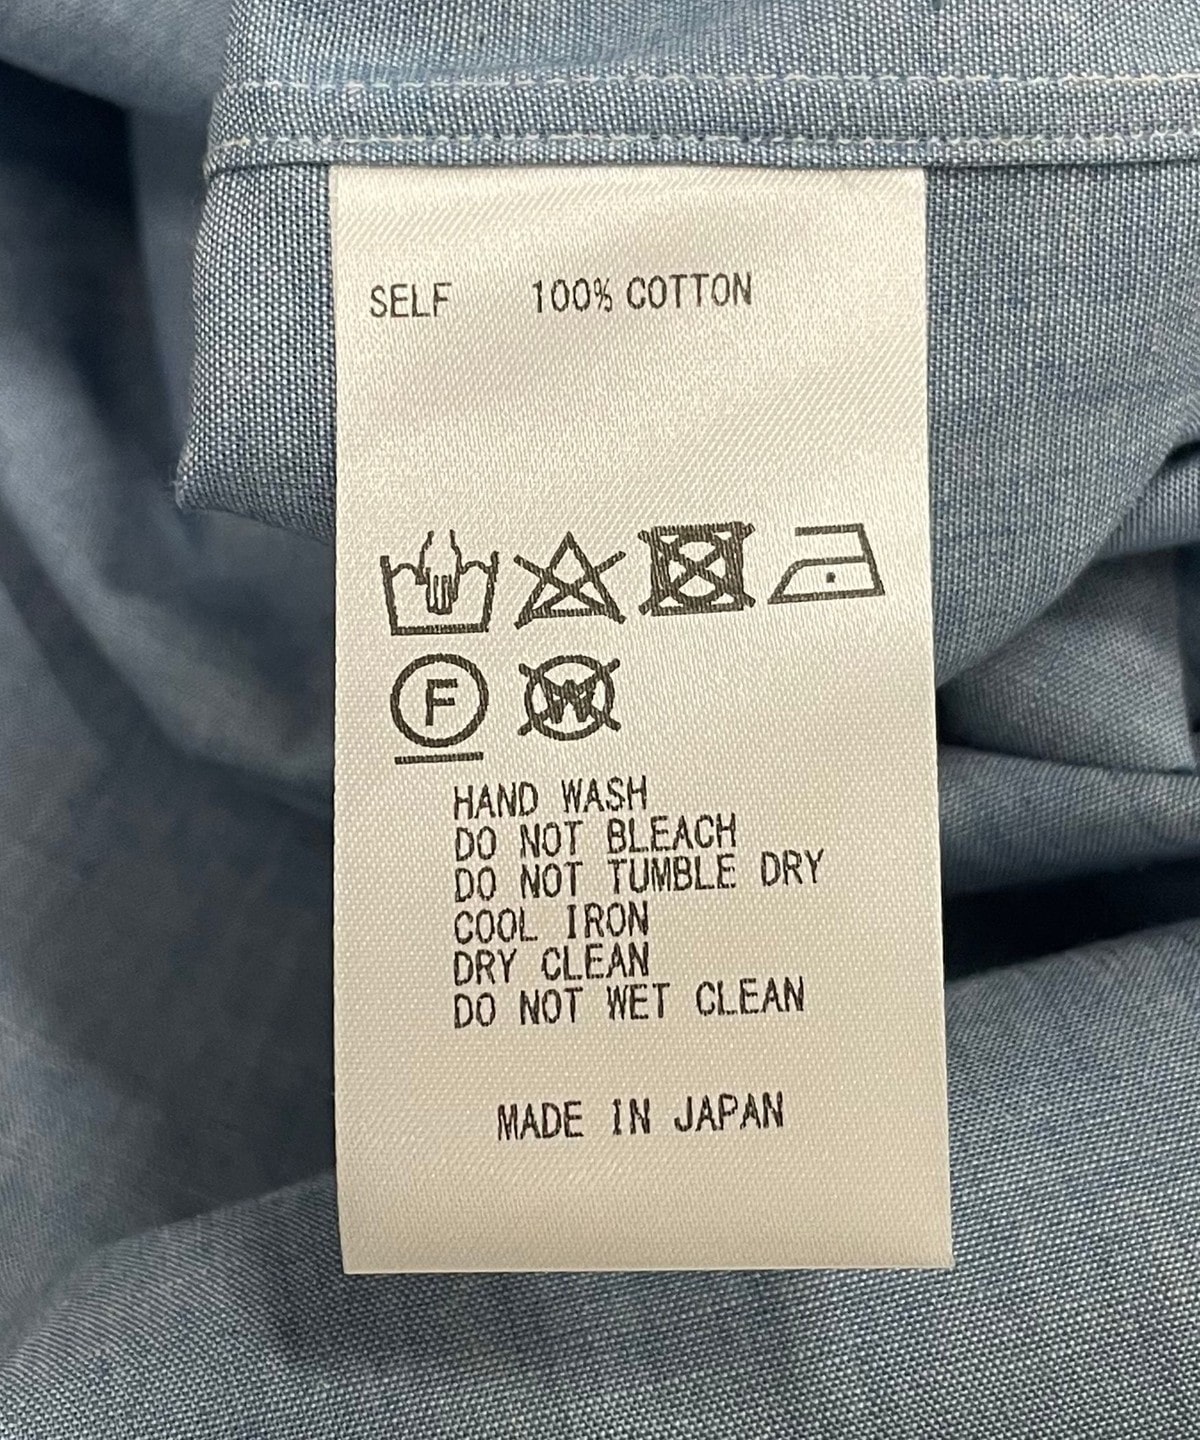 SELF 100% COTTON
F W
HAND WASH
DO NOT BLEACH
DO NOT TUMBLE DRY
COOL IRON
DRY CLEAN
DO NOT WET CLEAN
MADE IN JAPAN